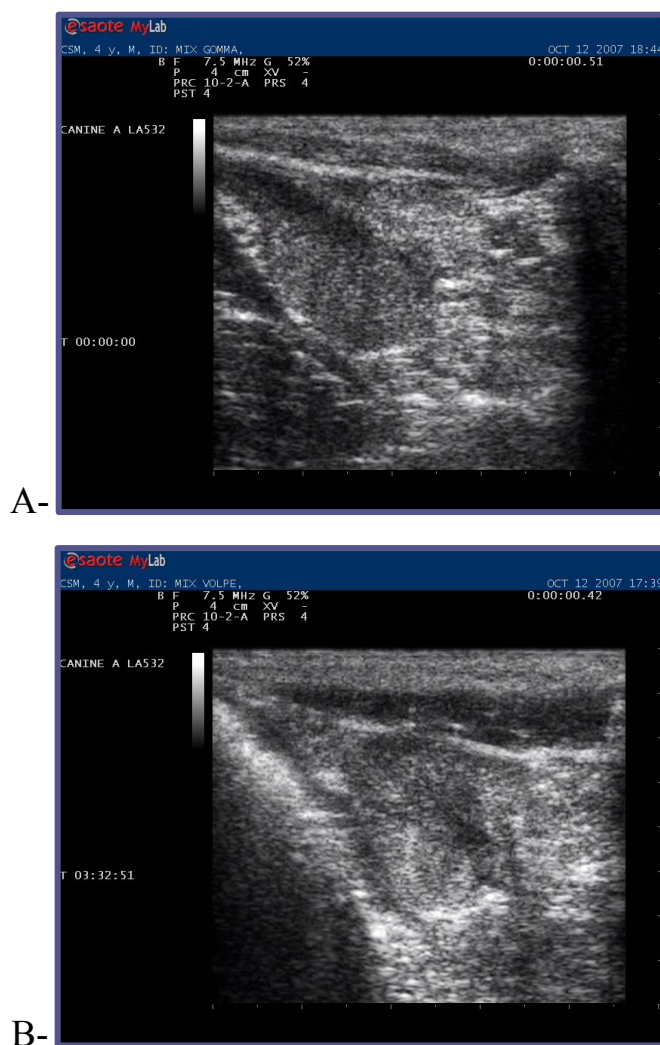 esaote MyLab
CSM, 4 y, M, ID: MIX GOMMA, OCT 12 2007 18:44
B F 7.5 MHz G 52% 0:00:00.51
P 4 cm XV -
PRC 10-2-A PRS 4
PST 4
CANINE A LA532
T 00:00:00
A-
esaote MyLab
CSM, 4 y, M, ID: MIX VOLPE, OCT 12 2007 17:39
B F 7.5 MHz G 52% 0:00:00.42
P 4 cm XV -
PRC 10-2-A PRS 4
PST 4
CANINE A LA532
T 03:32:51
B-